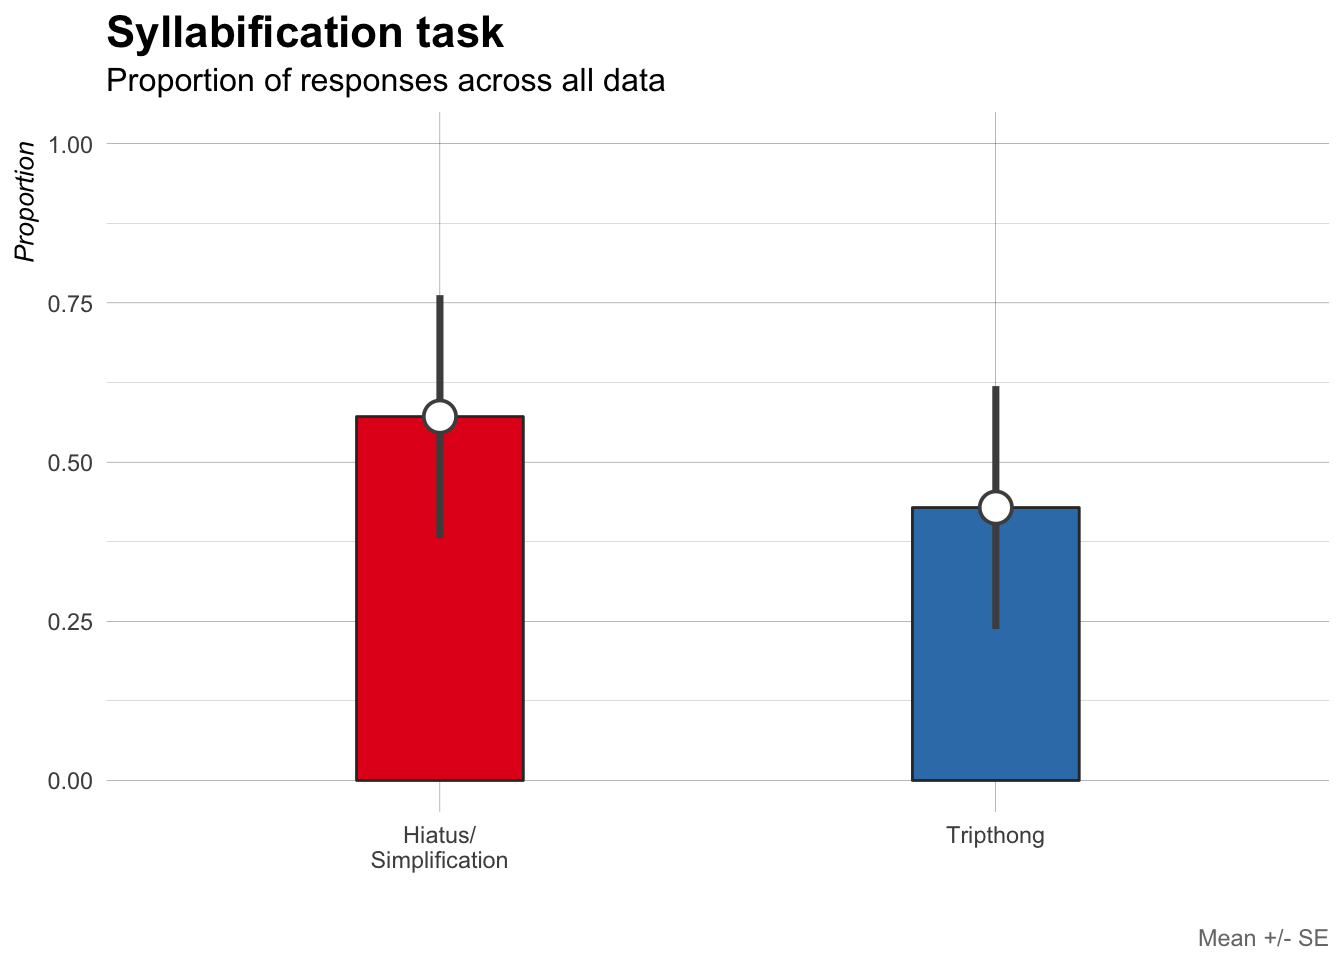 Syllabification task
Proportion of responses across all data
Proportion
1.00
0.75
0.50
0.25
0.00
Hiatus/
Simplification
Tripthong
Mean +/- SE